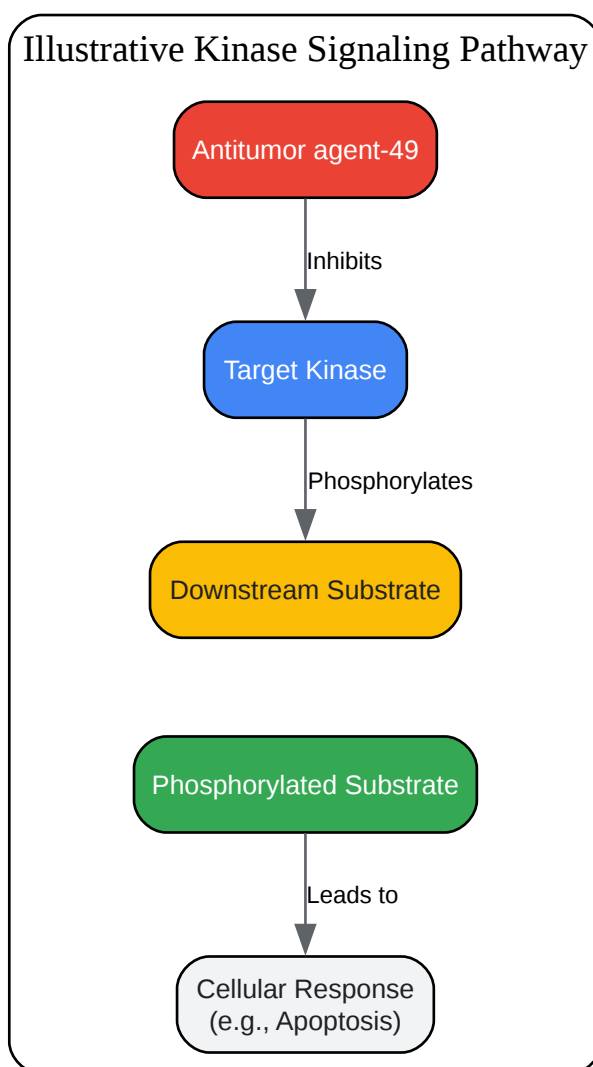 Illustrative Kinase Signaling Pathway
Antitumor agent-49
Inhibits
Target Kinase
Phosphorylates
Downstream Substrate
Phosphorylated Substrate
Leads to
Cellular Response
(e.g., Apoptosis)